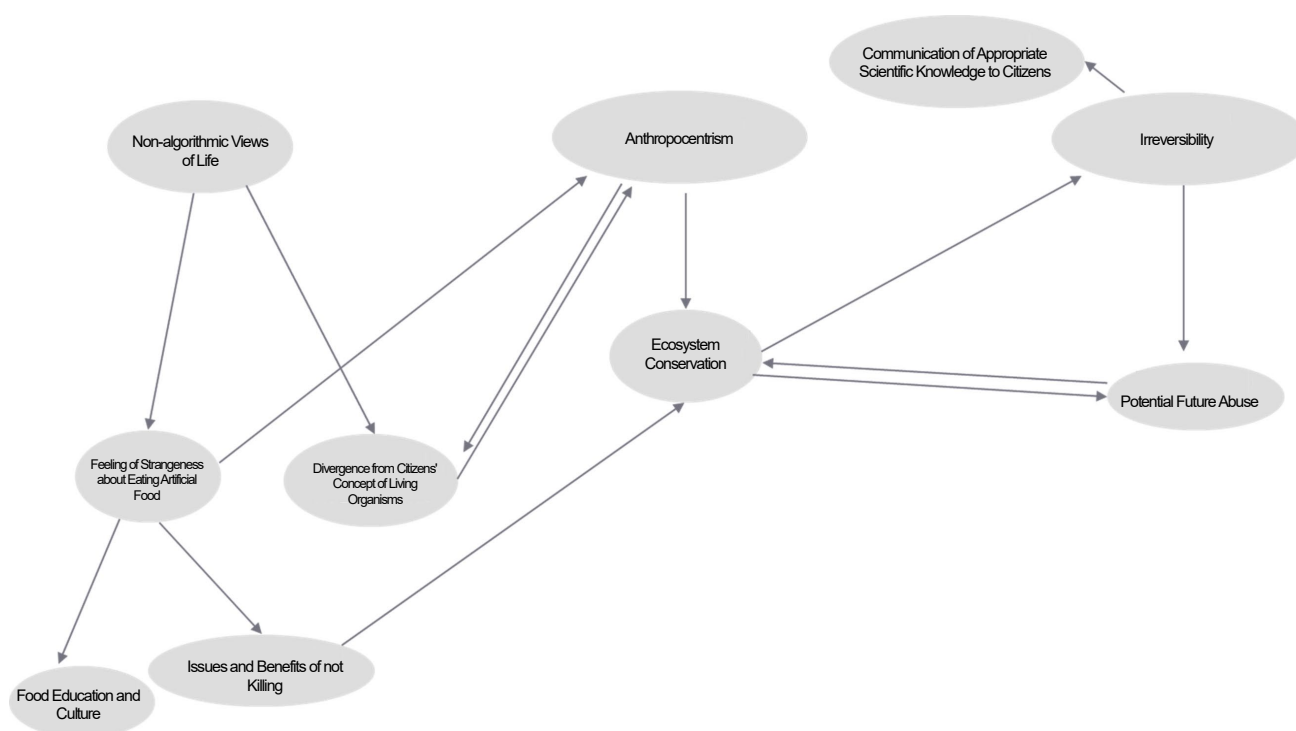 Communication of Appropriate
Scientific Knowledge to Citizens
Non-algorithmic Views
of Life
Anthropocentrism
Irreversibility
Ecosystem
Conservation
Potential Future Abuse
Feeling of Strangeness
about Eating Artificial
Food
Divergence from Citizens'
Concept of Living
Organisms
Issues and Benefits of not
Killing
Food Education and
Culture